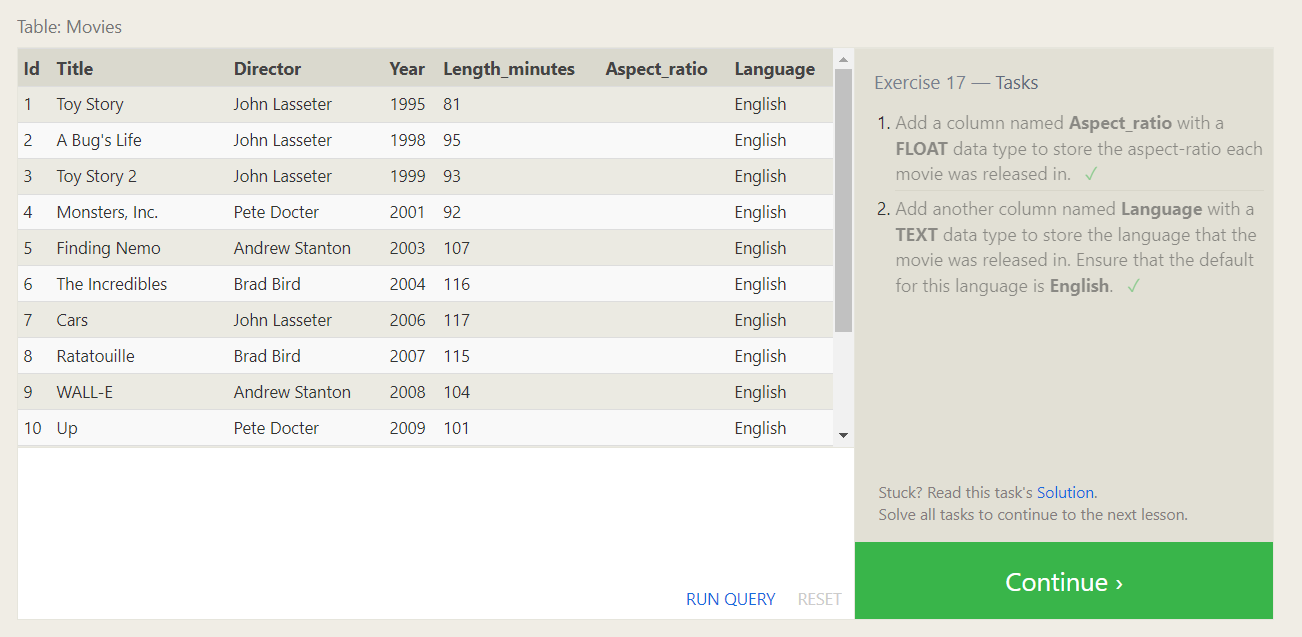 Table: Movies
Id Title Director Year Length_minutes Aspect_ratio Language
1 Toy Story John Lasseter 1995 81 English
2 A Bug's Life John Lasseter 1998 95 English
3 Toy Story 2 John Lasseter 1999 93 English
4 Monsters, Inc. Pete Docter 2001 92 English
5 Finding Nemo Andrew Stanton 2003 107 English
6 The Incredibles Brad Bird 2004 116 English
7 Cars John Lasseter 2006 117 English
8 Ratatouille Brad Bird 2007 115 English
9 WALL-E Andrew Stanton 2008 104 English
10 Up Pete Docter 2009 101 English
RUN QUERY RESET
Exercise 17 — Tasks
1. Add a column named Aspect_ratio with a
FLOAT data type to store the aspect-ratio each
movie was released in. ✓
2. Add another column named Language with a
TEXT data type to store the language that the
movie was released in. Ensure that the default
for this language is English. ✓
Stuck? Read this task's Solution.
Solve all tasks to continue to the next lesson.
Continue ›